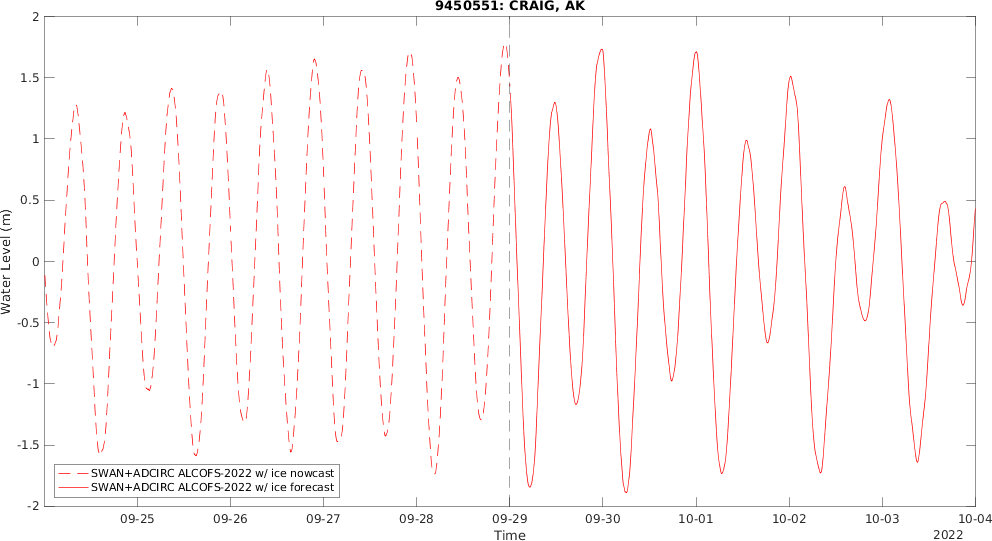 9450551: CRAIG, AK
2
1.5
1
0.5
0
-0.5
-1
-1.5
-2
Water Level (m)
SWAN+ADCIRC ALCOFS-2022 w/ ice nowcast
SWAN+ADCIRC ALCOFS-2022 w/ ice forecast
09-25 09-26 09-27 09-28 09-29 09-30 10-01 10-02 10-03 10-04
Time
2022